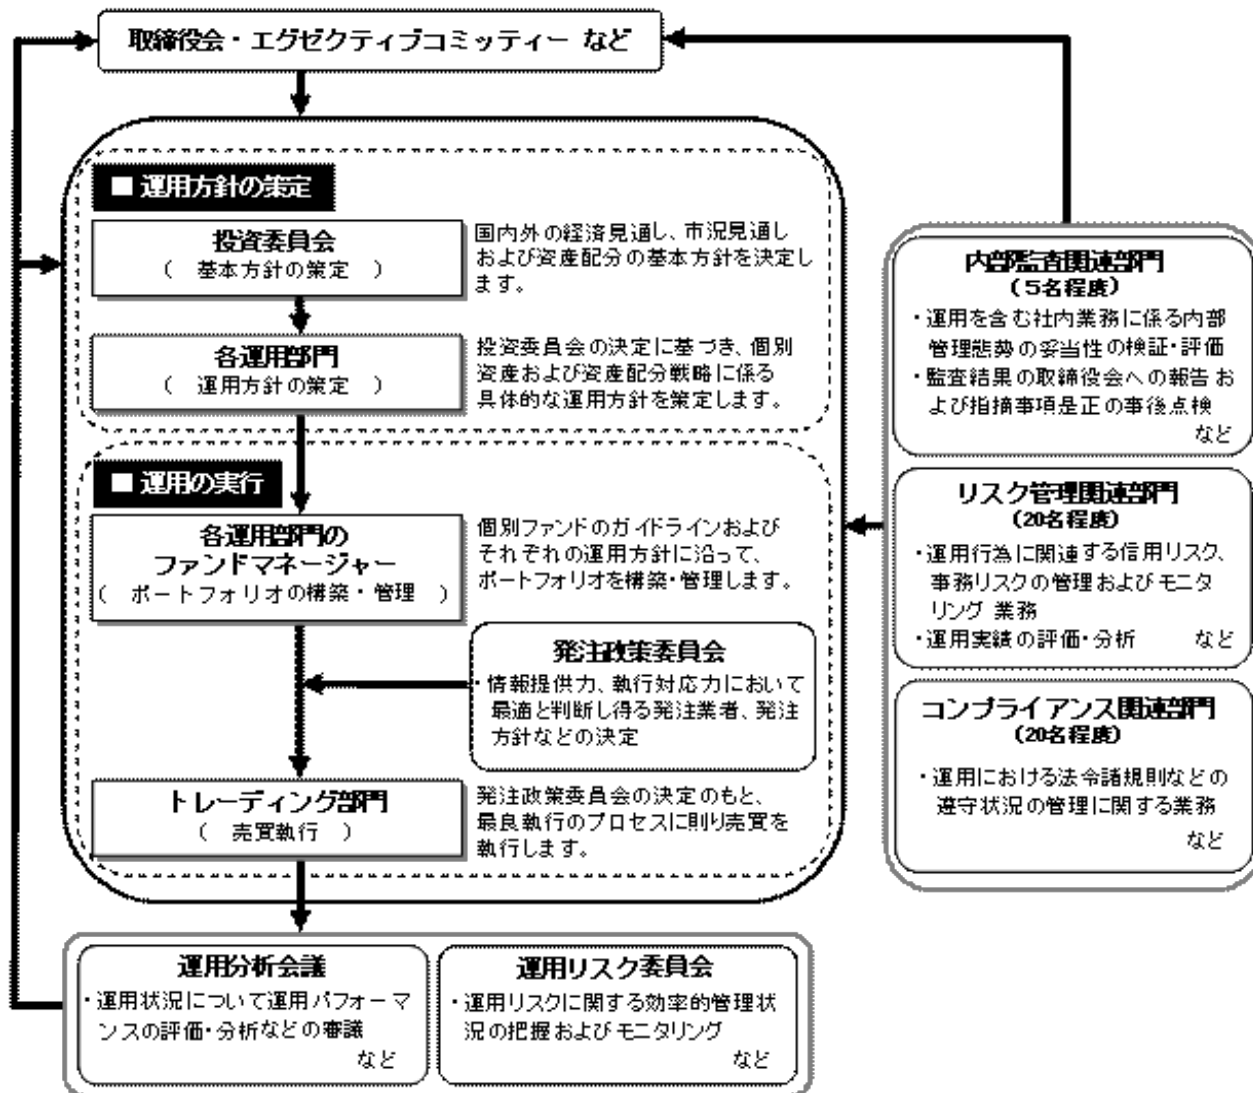 取締役会・エグゼクティブコミッティー など
■ 運用方針の策定
投資委員会
( 基本方針の策定 )
国内外の経済見通し、市況見通し
および資産配分の基本方針を決定し
ます。
各運用部門
( 運用方針の策定 )
投資委員会の決定に基づき、個別
資産および資産配分戦略に係る
具体的な運用方針を策定します。
■ 運用の実行
各運用部門の
ファンドマネージャー
( ポートフォリオの構築・管理 )
個別ファンドのガイドラインおよび
それぞれの運用方針に沿って、
ポートフォリオを構築・管理します。
発注政策委員会
・情報提供力、執行対応力において
最適と判断し得る発注業者、発注
方針などの決定
トレーディング部門
( 売買執行 )
発注政策委員会の決定のもと、
最良執行のプロセスに則り売買を
執行します。
運用分析会議
・運用状況について運用パフォーマ
ンスの評価・分析などの審議
など
運用リスク委員会
・運用リスクに関する効率的管理状
況の把握およびモニタリング
など
内部監査関連部門
(5名程度)
・運用を含む社内業務に係る内部
管理態勢の妥当性の検証・評価
・監査結果の取締役会への報告お
よび指摘事項是正の事後点検
など
リスク管理関連部門
(20名程度)
・運用行為に関連する信用リスク、
事務リスクの管理およびモニタ
リング 業務
・運用実績の評価・分析 など
コンプライアンス関連部門
(20名程度)
・運用における法令諸規則などの
遵守状況の管理に関する業務
など